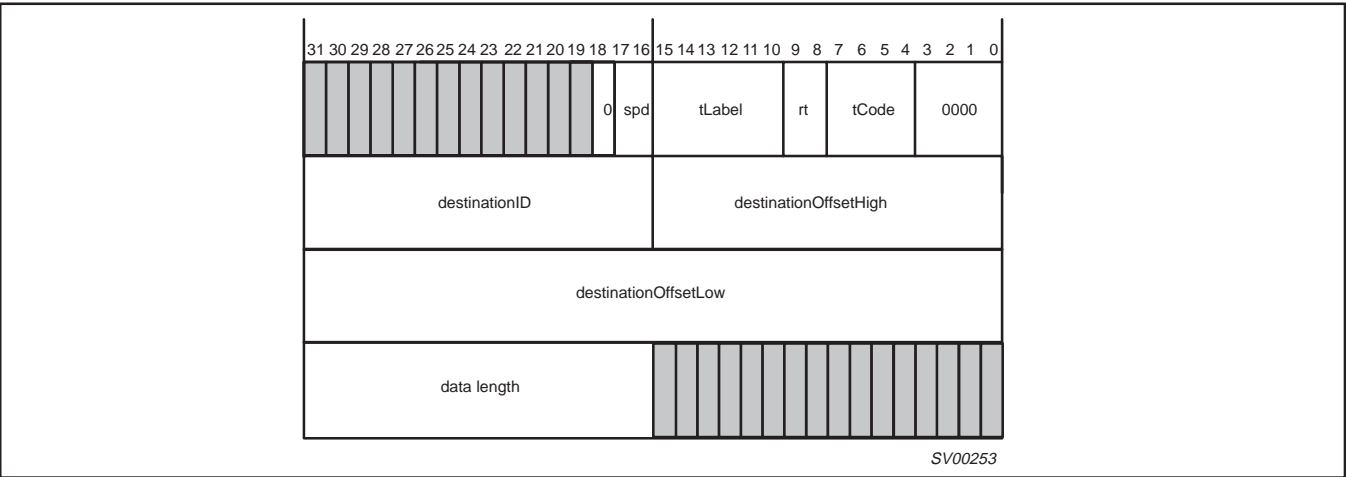 31 30 29 28 27 26 25 24 23 22 21 20 19 18 17 16 15 14 13 12 11 10 9 8 7 6 5 4 3 2 1 0
0 spd tLabel rt tCode 0000
destinationID destinationOffsetHigh
destinationOffsetLow
data length
SV00253